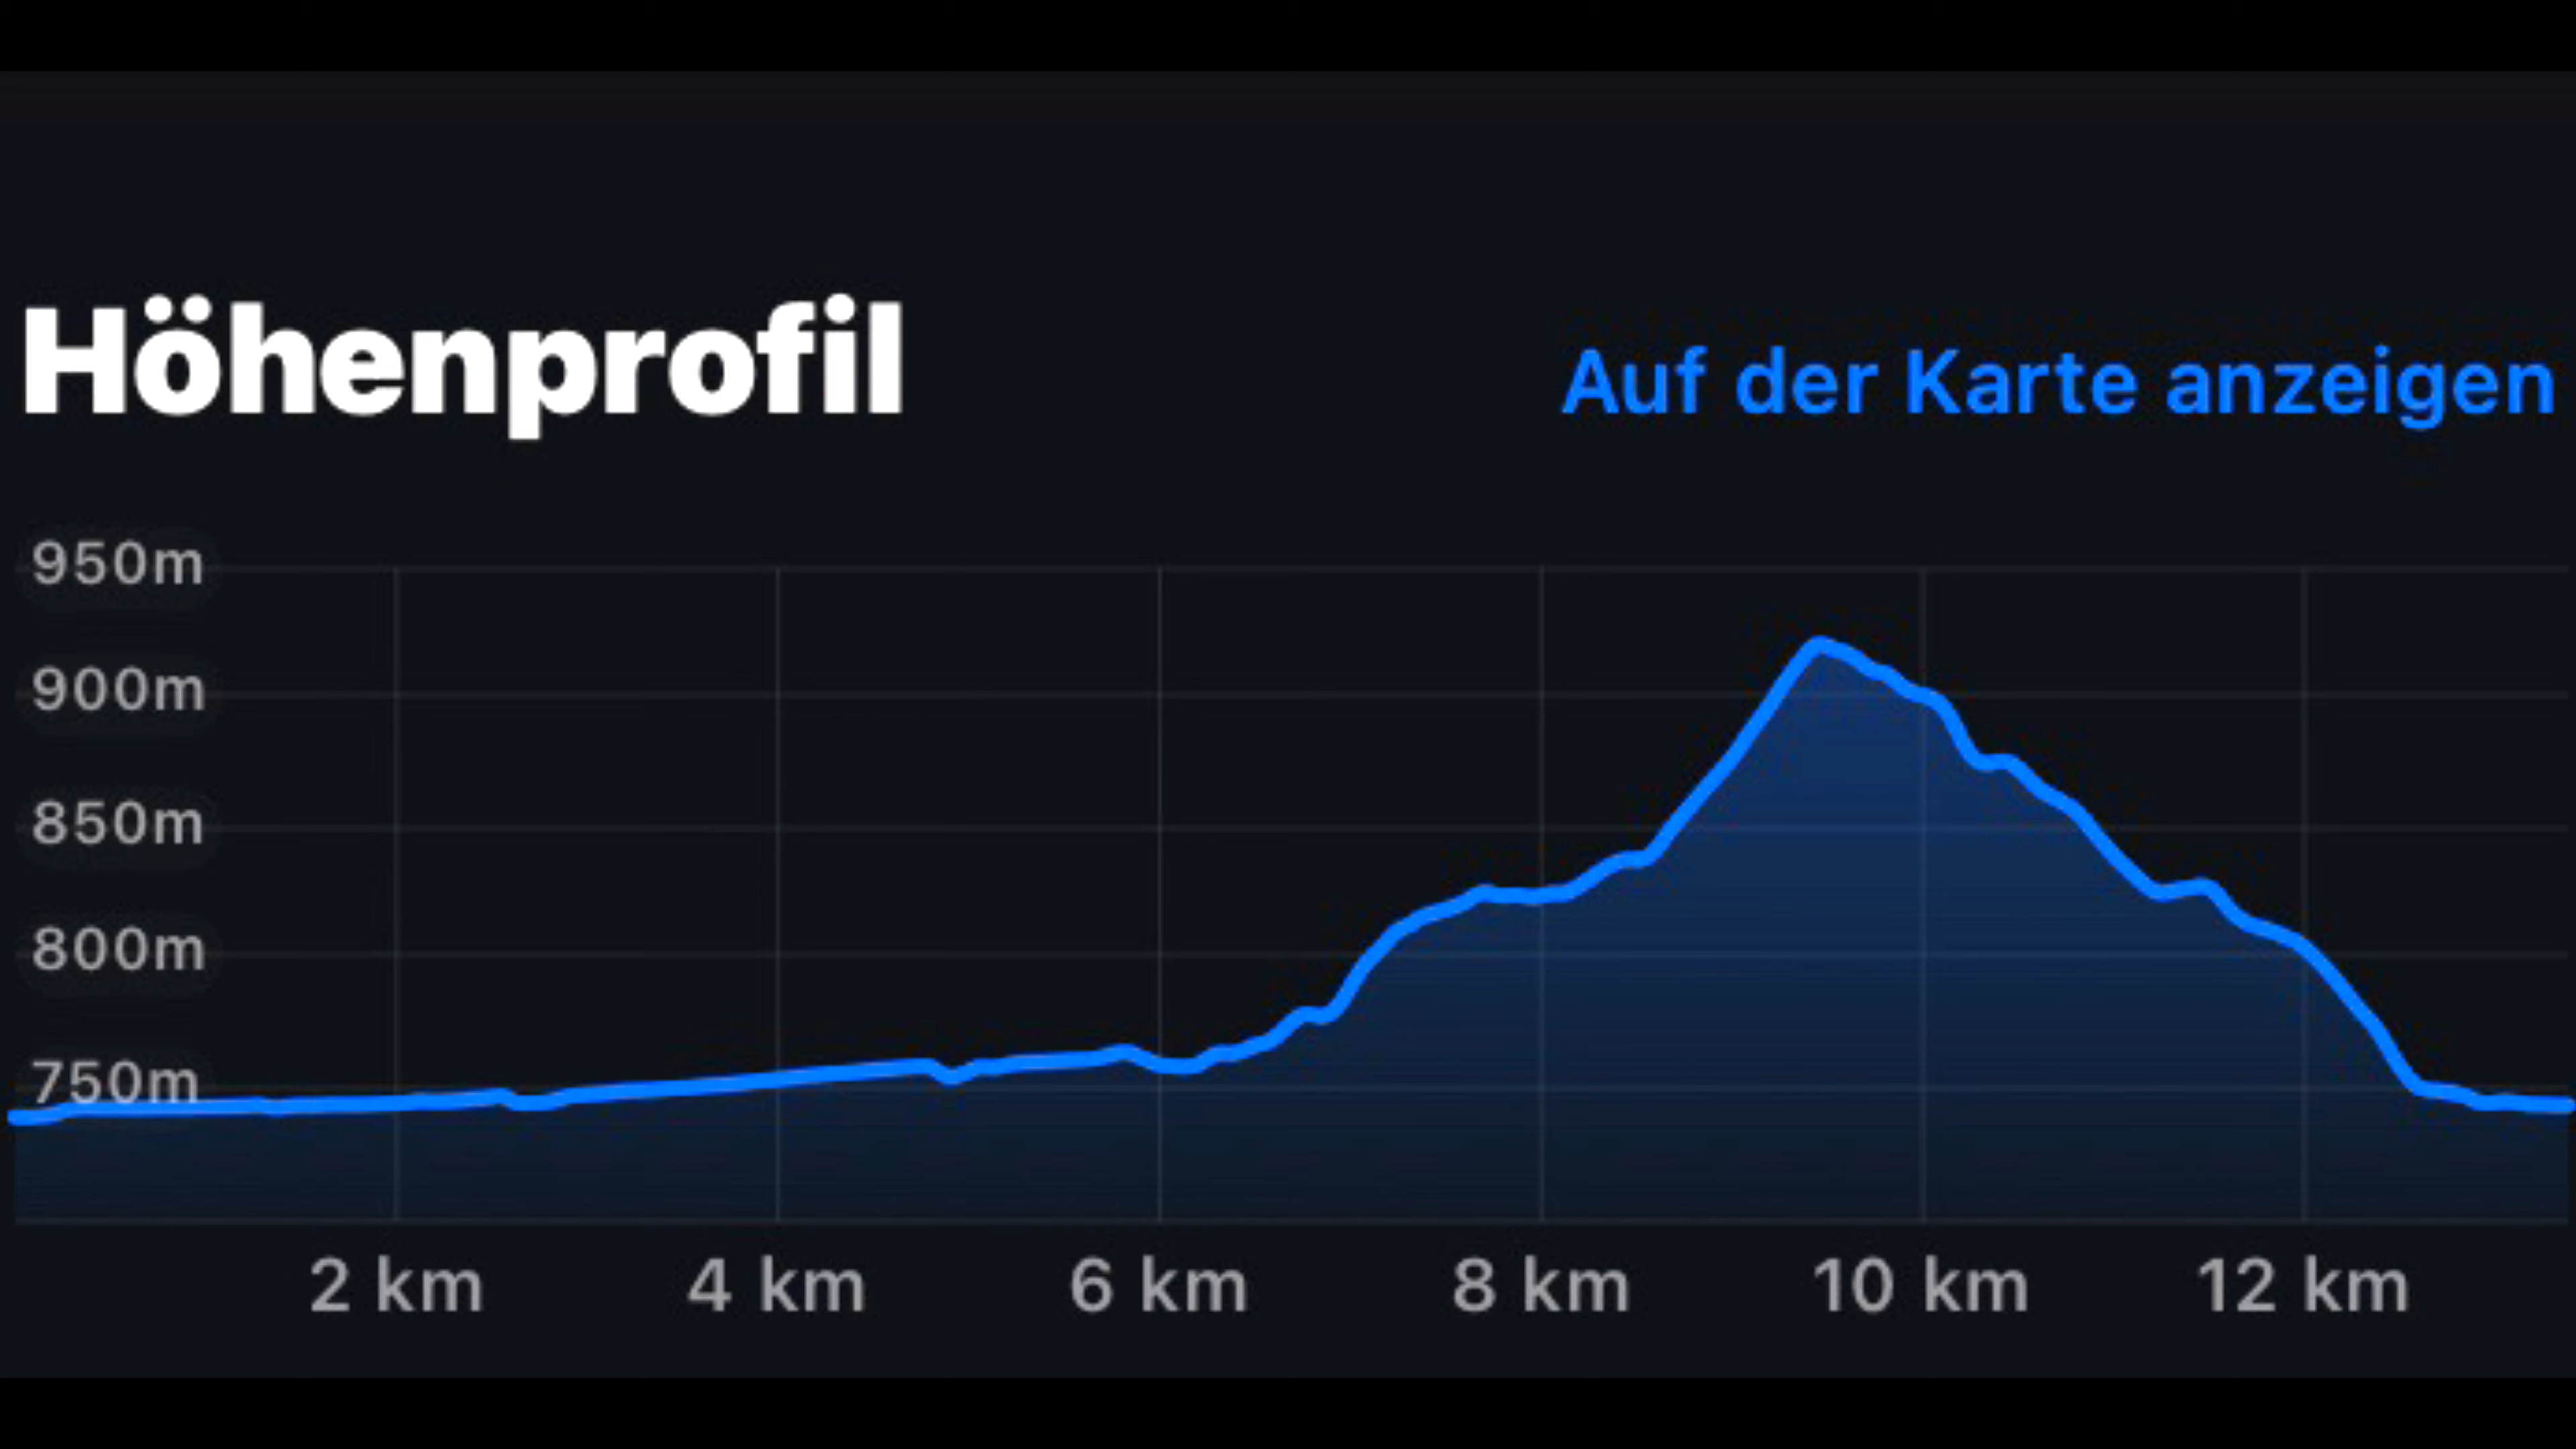 Höhenprofil
Auf der Karte anzeigen
950m
900m
850m
800m
750m
2 km
4 km
6 km
8 km
10 km
12 km